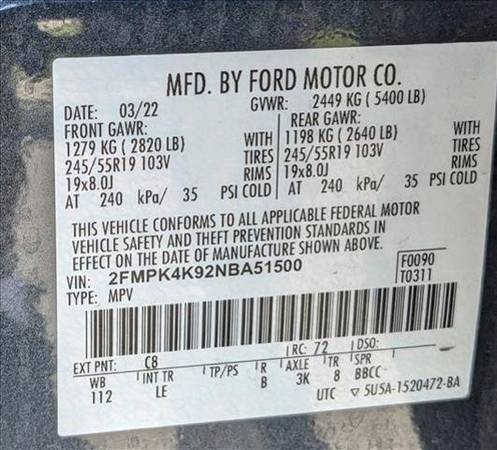 MFD. BY FORD MOTOR CO.
DATE: 03/22 GVWR: 2449 KG ( 5400 LB)
FRONT GAWR: REAR GAWR:
1279 KG ( 2820 LB) WITH 1198 KG ( 2640 LB) WITH
245/55R19 103V TIRES 245/55R19 103V TIRES
19x8.0J RIMS 19x8.0J RIMS
AT 240 kPa/ 35 PSI COLD AT 240 kPa/ 35 PSI COLD
THIS VEHICLE CONFORMS TO ALL APPLICABLE FEDERAL MOTOR
VEHICLE SAFETY AND THEFT PREVENTION STANDARDS IN
EFFECT ON THE DATE OF MANUFACTURE SHOWN ABOVE.
VIN: 2FMPK4K92NBA51500 F0090
TYPE: MPV T0311
EXT PNT: C8 RC: 72 DSO:
WB INT TR TP/PS R AXLE TR SPR
112 LE B 3K 8 BBCC
UTC ▽ 5U5A-1520472-BA